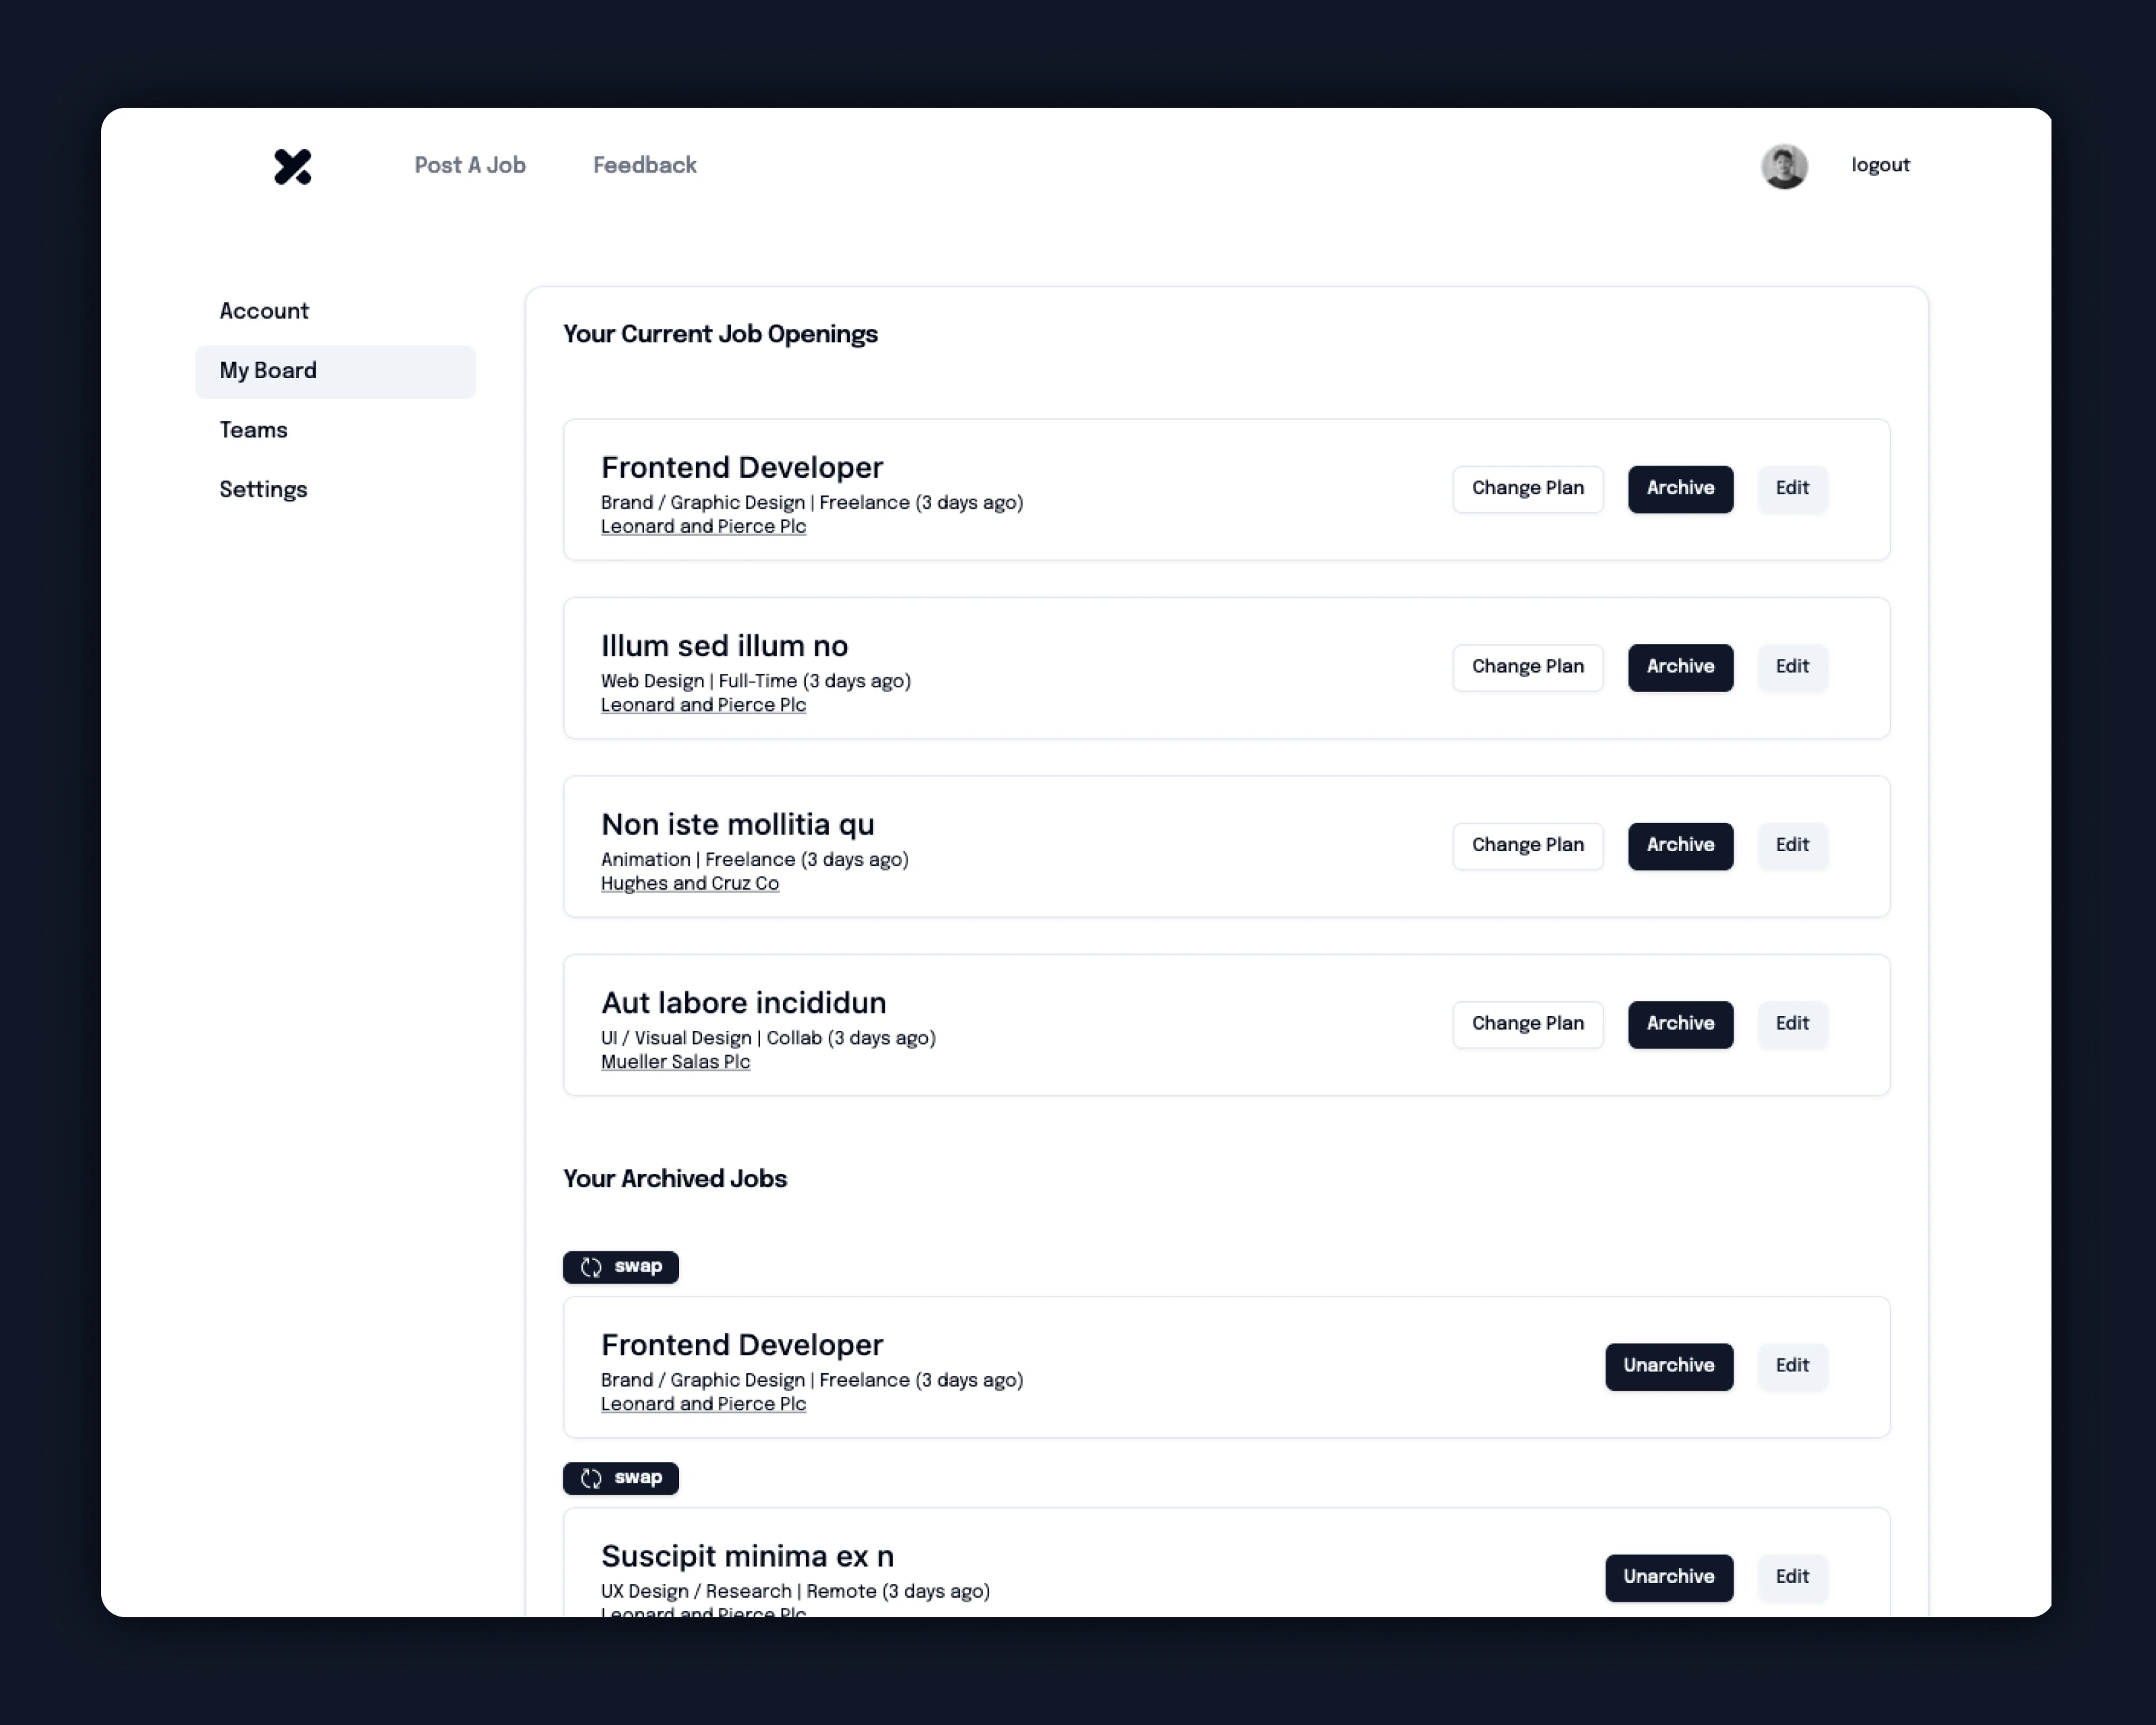 Post A Job
Feedback
logout
Account
My Board
Teams
Settings
Your Current Job Openings
Frontend Developer
Brand / Graphic Design | Freelance (3 days ago)
Leonard and Pierce Plc
Change Plan
Archive
Edit
Illum sed illum no
Web Design | Full-Time (3 days ago)
Leonard and Pierce Plc
Change Plan
Archive
Edit
Non iste mollitia qu
Animation | Freelance (3 days ago)
Hughes and Cruz Co
Change Plan
Archive
Edit
Aut labore incididun
UI / Visual Design | Collab (3 days ago)
Mueller Salas Plc
Change Plan
Archive
Edit
Your Archived Jobs
swap
Frontend Developer
Brand / Graphic Design | Freelance (3 days ago)
Leonard and Pierce Plc
Unarchive
Edit
swap
Suscipit minima ex n
UX Design / Research | Remote (3 days ago)
Leonard and Pierce Plc
Unarchive
Edit